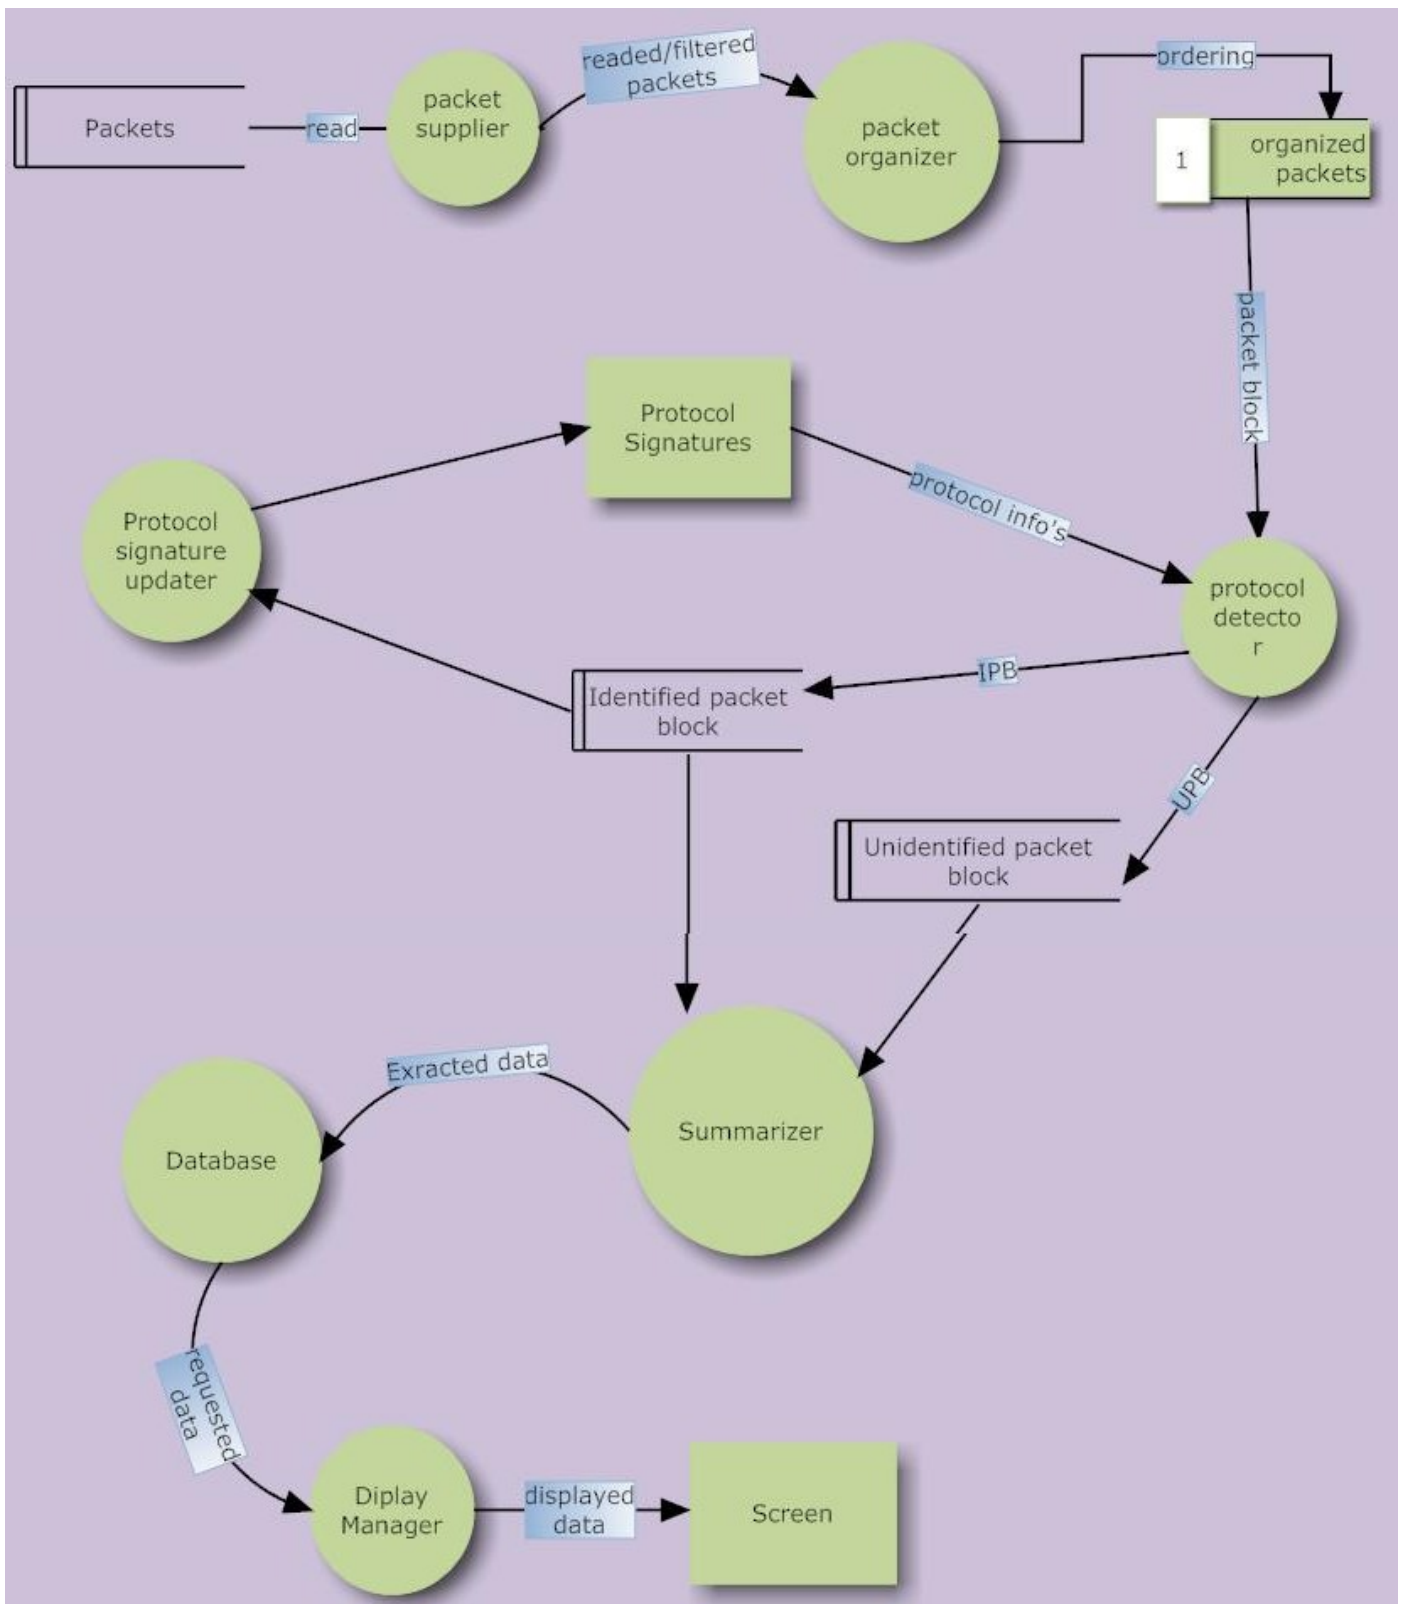 Packets
read
packet
supplier
readed/filtered
packets
packet
organizer
ordering
1
organized
packets
packet block
Protocol
Signatures
protocol info's
Protocol
signature
updater
protocol
detecto
r
IPB
Identified packet
block
UPB
Unidentified packet
block
Exracted data
Summarizer
Database
requested
data
Diplay
Manager
displayed
data
Screen